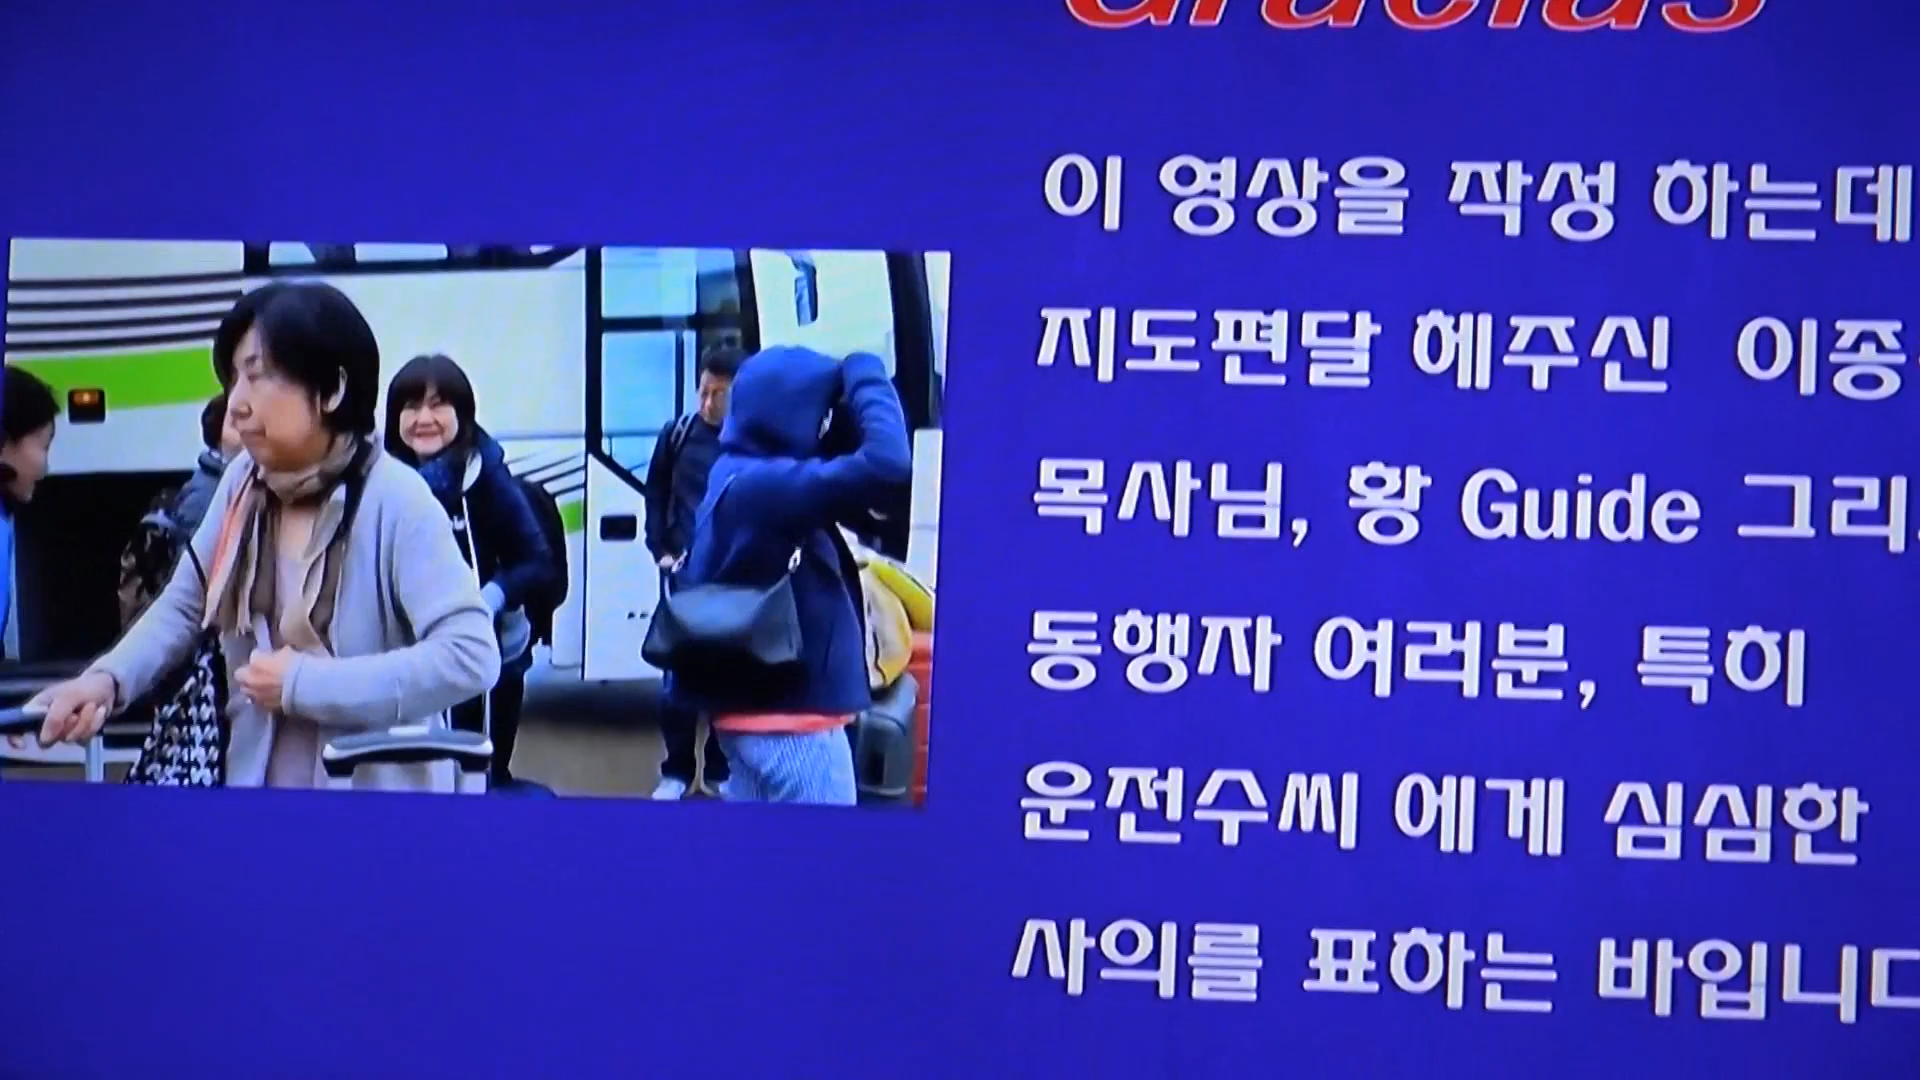 Gracias
이 영상을 작성 하는데
지도편달 헤주신 이종
목사님, 황 Guide 그리
동행자 여러분, 특히
운전수씨 에게 심심한
사의를 표하는 바입니다